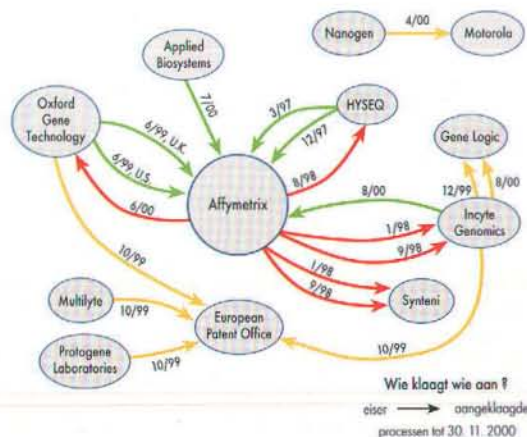 4/00
Nanogen
Motorola
Applied
Biosystems
7/00
Oxford
Gene
Technology
6/99, U.K.
6/99, U.S.
6/00
3/97
12/97
HYSEQ
8/98
Gene Logic
8/00
12/99
Affymetrix
8/00
Incyte
Genomics
1/98
9/98
1/98
9/98
Synteni
10/99
Multilyte
10/99
European
Patent Office
Protogene
Laboratories
10/99
10/99
Wie klaagt wie aan ?
eiser
aangeklaagde
processen tot 30. 11. 2000